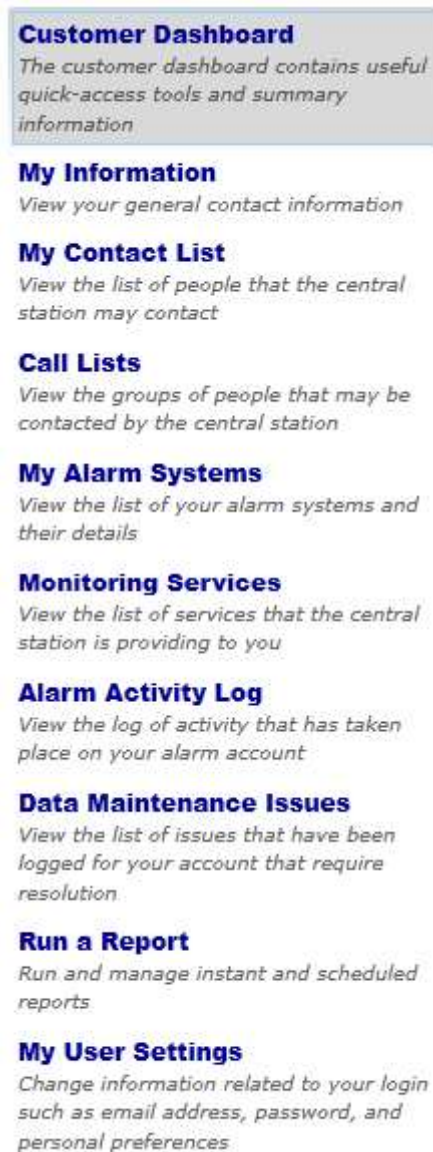 Customer Dashboard
The customer dashboard contains useful
quick-access tools and summary
information
My Information
View your general contact information
My Contact List
View the list of people that the central
station may contact
Call Lists
View the groups of people that may be
contacted by the central station
My Alarm Systems
View the list of your alarm systems and
their details
Monitoring Services
View the list of services that the central
station is providing to you
Alarm Activity Log
View the log of activity that has taken
place on your alarm account
Data Maintenance Issues
View the list of issues that have been
logged for your account that require
resolution
Run a Report
Run and manage instant and scheduled
reports
My User Settings
Change information related to your login
such as email address, password, and
personal preferences